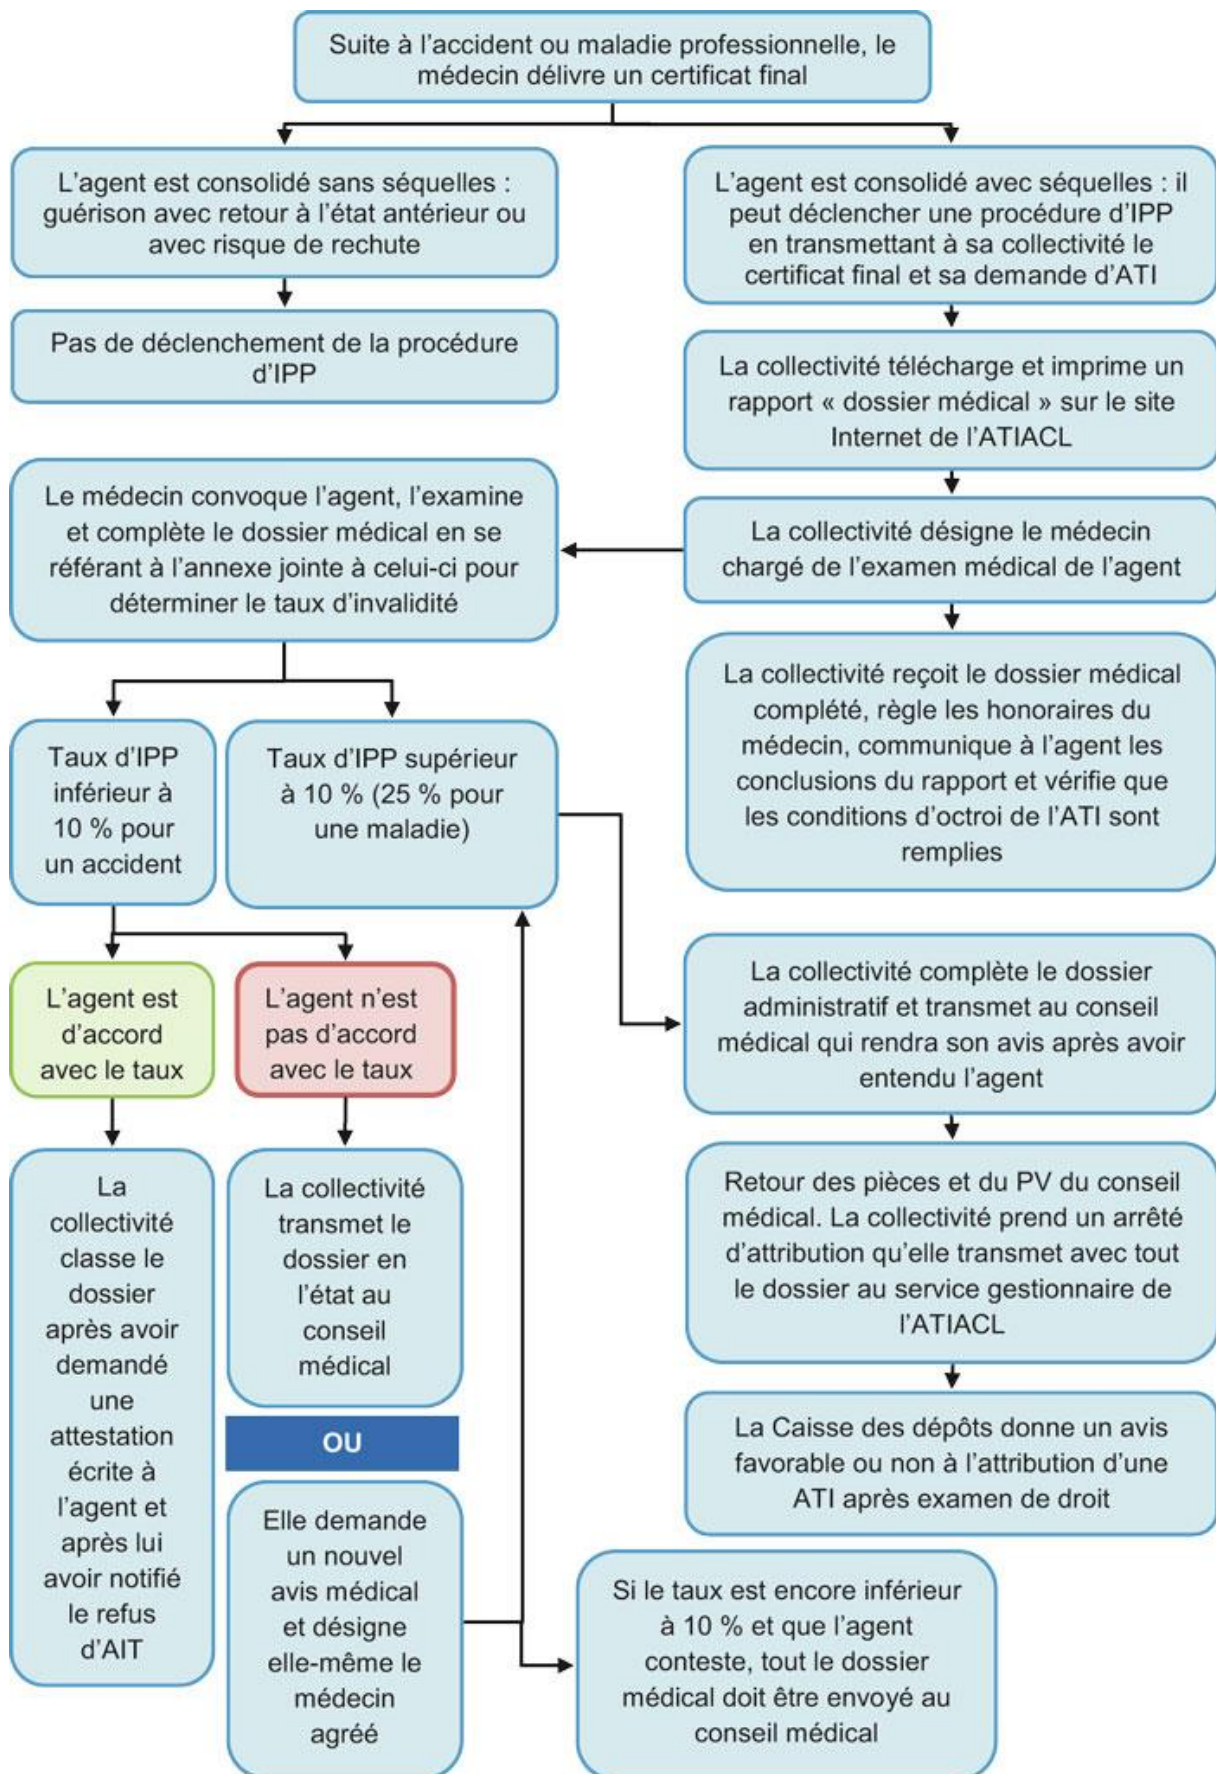 Suite à l’accident ou maladie professionnelle, le
médecin délivre un certificat final
L’agent est consolidé sans séquelles :
guérison avec retour à l’état antérieur ou
avec risque de rechute
L’agent est consolidé avec séquelles : il
peut déclencher une procédure d’IPP
en transmettant à sa collectivité le
certificat final et sa demande d’ATI
Pas de déclenchement de la procédure
d’IPP
La collectivité télécharge et imprime un
rapport « dossier médical » sur le site
Internet de l’ATIACL
Le médecin convoque l’agent, l’examine
et complète le dossier médical en se
référant à l’annexe jointe à celui-ci pour
déterminer le taux d’invalidité
La collectivité désigne le médecin
chargé de l’examen médical de l’agent
La collectivité reçoit le dossier médical
complété, règle les honoraires du
médecin, communique à l’agent les
conclusions du rapport et vérifie que
les conditions d’octroi de l’ATI sont
remplies
Taux d’IPP
inférieur à
10 % pour
un accident
Taux d’IPP supérieur
à 10 % (25 % pour
une maladie)
L’agent est
d’accord
avec le taux
L’agent n’est
pas d’accord
avec le taux
La collectivité complète le dossier
administratif et transmet au conseil
médical qui rendra son avis après avoir
entendu l’agent
La
collectivité
classe le
dossier
après avoir
demandé
une
attestation
écrite à
l’agent et
après lui
avoir notifié
le refus
d’AIT
La collectivité
transmet le
dossier en
l’état au
conseil
médical
OU
Elle demande
un nouvel
avis médical
et désigne
elle-même le
médecin
agréé
Retour des pièces et du PV du conseil
médical. La collectivité prend un arrêté
d’attribution qu’elle transmet avec tout
le dossier au service gestionnaire de
l’ATIACL
La Caisse des dépôts donne un avis
favorable ou non à l’attribution d’une
ATI après examen de droit
Si le taux est encore inférieur
à 10 % et que l’agent
conteste, tout le dossier
médical doit être envoyé au
conseil médical